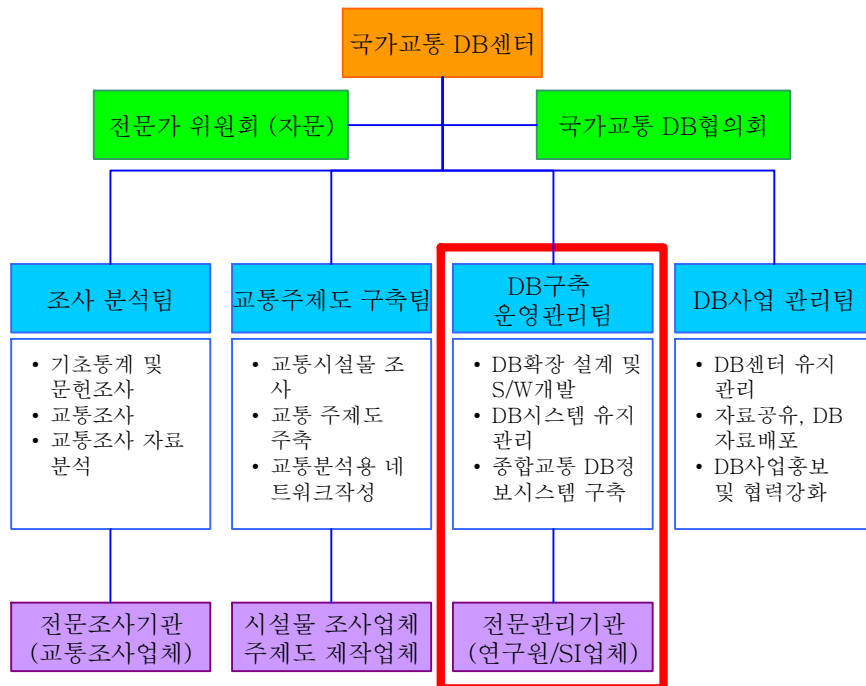 국가교통 DB센터
전문가 위원회 (자문)
국가교통 DB협의회
조사 분석팀
교통주제도 구축팀
DB구축
운영관리팀
DB사업 관리팀
• 기초통계 및
문헌조사
• 교통조사
• 교통조사 자료
분석
• 교통시설물 조
사
• 교통 주제도
주축
• 교통분석용 네
트워크작성
• DB확장 설계 및
S/W개발
• DB시스템 유지
관리
• 종합교통 DB정
보시스템 구축
• DB센터 유지
관리
• 자료공유, DB
자료배포
• DB사업홍보
및 협력강화
전문조사기관
(교통조사업체)
시설물 조사업체
주제도 제작업체
전문관리기관
(연구원/SI업체)